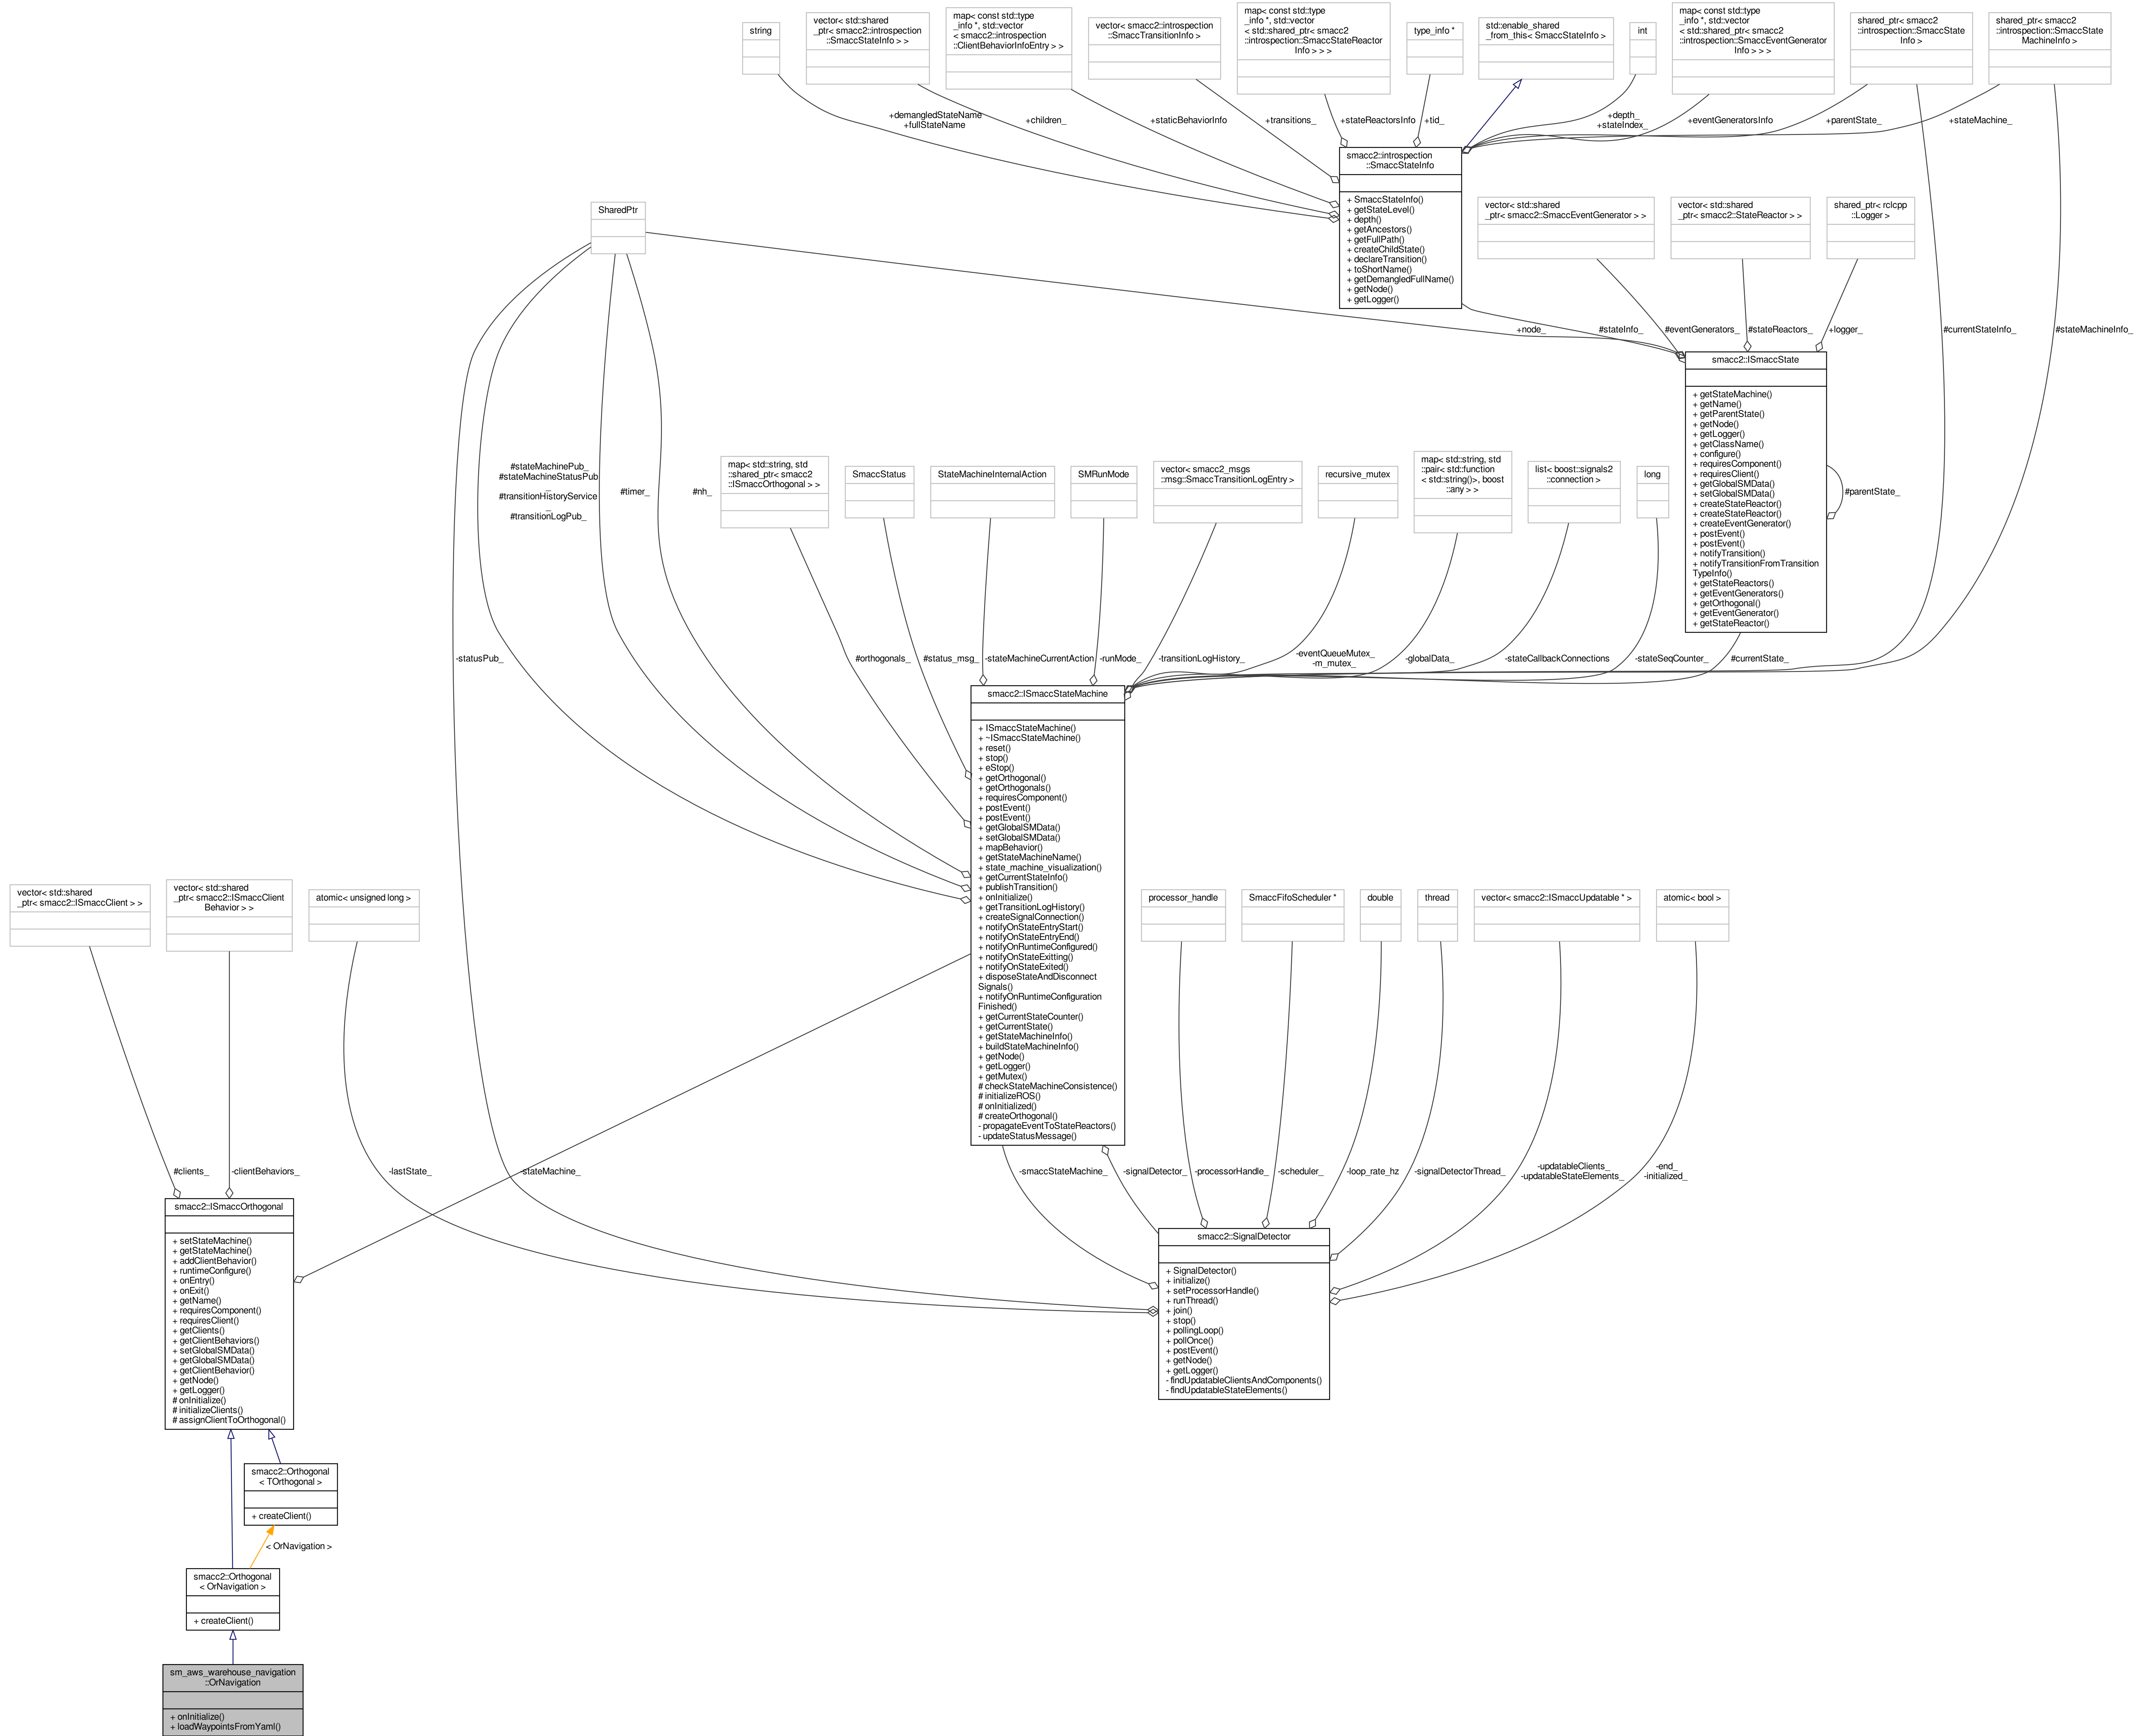 string
vector< std::shared
_ptr< smacc2::introspection
::SmaccStateInfo > >
map< const std::type
_info *, std::vector
< smacc2::introspection
::ClientBehaviorInfoEntry > >
vector< smacc2::introspection
::SmaccTransitionInfo >
map< const std::type
_info *, std::vector
< std::shared_ptr< smacc2
::introspection::SmaccStateReactor
Info > > >
type_info *
std::enable_shared
_from_this< SmaccStateInfo >
int
map< const std::type
_info *, std::vector
< std::shared_ptr< smacc2
::introspection::SmaccEventGenerator
Info > > >
shared_ptr< smacc2
::introspection::SmaccState
Info >
shared_ptr< smacc2
::introspection::SmaccState
MachineInfo >
+demangledStateName
+fullStateName
+children_
+staticBehaviorInfo
+transitions_
+stateReactorsInfo
+tid_
+depth_
+stateIndex_
+eventGeneratorsInfo
+parentState_
+stateMachine_
smacc2::introspection
::SmaccStateInfo
+ SmaccStateInfo()
+ getStateLevel()
+ depth()
+ getAncestors()
+ getFullPath()
+ createChildState()
+ declareTransition()
+ toShortName()
+ getDemangledFullName()
+ getNode()
+ getLogger()
SharedPtr
vector< std::shared
_ptr< smacc2::SmaccEventGenerator > >
vector< std::shared
_ptr< smacc2::StateReactor > >
shared_ptr< rclcpp
::Logger >
+node_
#stateInfo_
#eventGenerators_
#stateReactors_
+logger_
#currentStateInfo_
#stateMachineInfo_
smacc2::ISmaccState
+ getStateMachine()
+ getName()
+ getParentState()
+ getNode()
+ getLogger()
+ getClassName()
+ configure()
+ requiresComponent()
+ requiresClient()
+ getGlobalSMData()
+ setGlobalSMData()
+ createStateReactor()
+ createStateReactor()
+ createEventGenerator()
+ postEvent()
+ postEvent()
+ notifyTransition()
+ notifyTransitionFromTransition
TypeInfo()
+ getStateReactors()
+ getEventGenerators()
+ getOrthogonal()
+ getEventGenerator()
+ getStateReactor()
#parentState_
#stateMachinePub_
#stateMachineStatusPub
_
#transitionHistoryService
_
#transitionLogPub_
#timer_
#nh_
map< std::string, std
::shared_ptr< smacc2
::ISmaccOrthogonal > >
SmaccStatus
StateMachineInternalAction
SMRunMode
vector< smacc2_msgs
::msg::SmaccTransitionLogEntry >
recursive_mutex
map< std::string, std
::pair< std::function
< std::string()>, boost
::any > >
list< boost::signals2
::connection >
long
-statusPub_
#orthogonals_
#status_msg_
-stateMachineCurrentAction
-runMode_
-transitionLogHistory_
-eventQueueMutex_
-m_mutex_
-globalData_
-stateCallbackConnections
-stateSeqCounter_
#currentState_
smacc2::ISmaccStateMachine
+ ISmaccStateMachine()
+ ~ISmaccStateMachine()
+ reset()
+ stop()
+ eStop()
+ getOrthogonal()
+ getOrthogonals()
+ requiresComponent()
+ postEvent()
+ postEvent()
+ getGlobalSMData()
+ setGlobalSMData()
+ mapBehavior()
+ getStateMachineName()
+ state_machine_visualization()
+ getCurrentStateInfo()
+ publishTransition()
+ onInitialize()
+ getTransitionLogHistory()
+ createSignalConnection()
+ notifyOnStateEntryStart()
+ notifyOnStateEntryEnd()
+ notifyOnRuntimeConfigured()
+ notifyOnStateExitting()
+ notifyOnStateExited()
+ disposeStateAndDisconnect
Signals()
+ notifyOnRuntimeConfiguration
Finished()
+ getCurrentStateCounter()
+ getCurrentState()
+ getStateMachineInfo()
+ buildStateMachineInfo()
+ getNode()
+ getLogger()
+ getMutex()
# checkStateMachineConsistence()
# initializeROS()
# onInitialized()
# createOrthogonal()
- propagateEventToStateReactors()
- updateStatusMessage()
vector< std::shared
_ptr< smacc2::ISmaccClient > >
vector< std::shared
_ptr< smacc2::ISmaccClient
Behavior > >
atomic< unsigned long >
processor_handle
SmaccFifoScheduler *
double
thread
vector< smacc2::ISmaccUpdatable * >
atomic< bool >
#clients_
-clientBehaviors_
-lastState_
-stateMachine_
-smaccStateMachine_
-signalDetector_
-processorHandle_
-scheduler_
-loop_rate_hz
-signalDetectorThread_
-updatableClients_
-updatableStateElements_
-end_
-initialized_
smacc2::ISmaccOrthogonal
+ setStateMachine()
+ getStateMachine()
+ addClientBehavior()
+ runtimeConfigure()
+ onEntry()
+ onExit()
+ getName()
+ requiresComponent()
+ requiresClient()
+ getClients()
+ getClientBehaviors()
+ setGlobalSMData()
+ getGlobalSMData()
+ getClientBehavior()
+ getNode()
+ getLogger()
# onInitialize()
# initializeClients()
# assignClientToOrthogonal()
smacc2::SignalDetector
+ SignalDetector()
+ initialize()
+ setProcessorHandle()
+ runThread()
+ join()
+ stop()
+ pollingLoop()
+ pollOnce()
+ postEvent()
+ getNode()
+ getLogger()
- findUpdatableClientsAndComponents()
- findUpdatableStateElements()
smacc2::Orthogonal
< TOrthogonal >
+ createClient()
< OrNavigation >
smacc2::Orthogonal
< OrNavigation >
+ createClient()
sm_aws_warehouse_navigation
::OrNavigation
+ onInitialize()
+ loadWaypointsFromYaml()